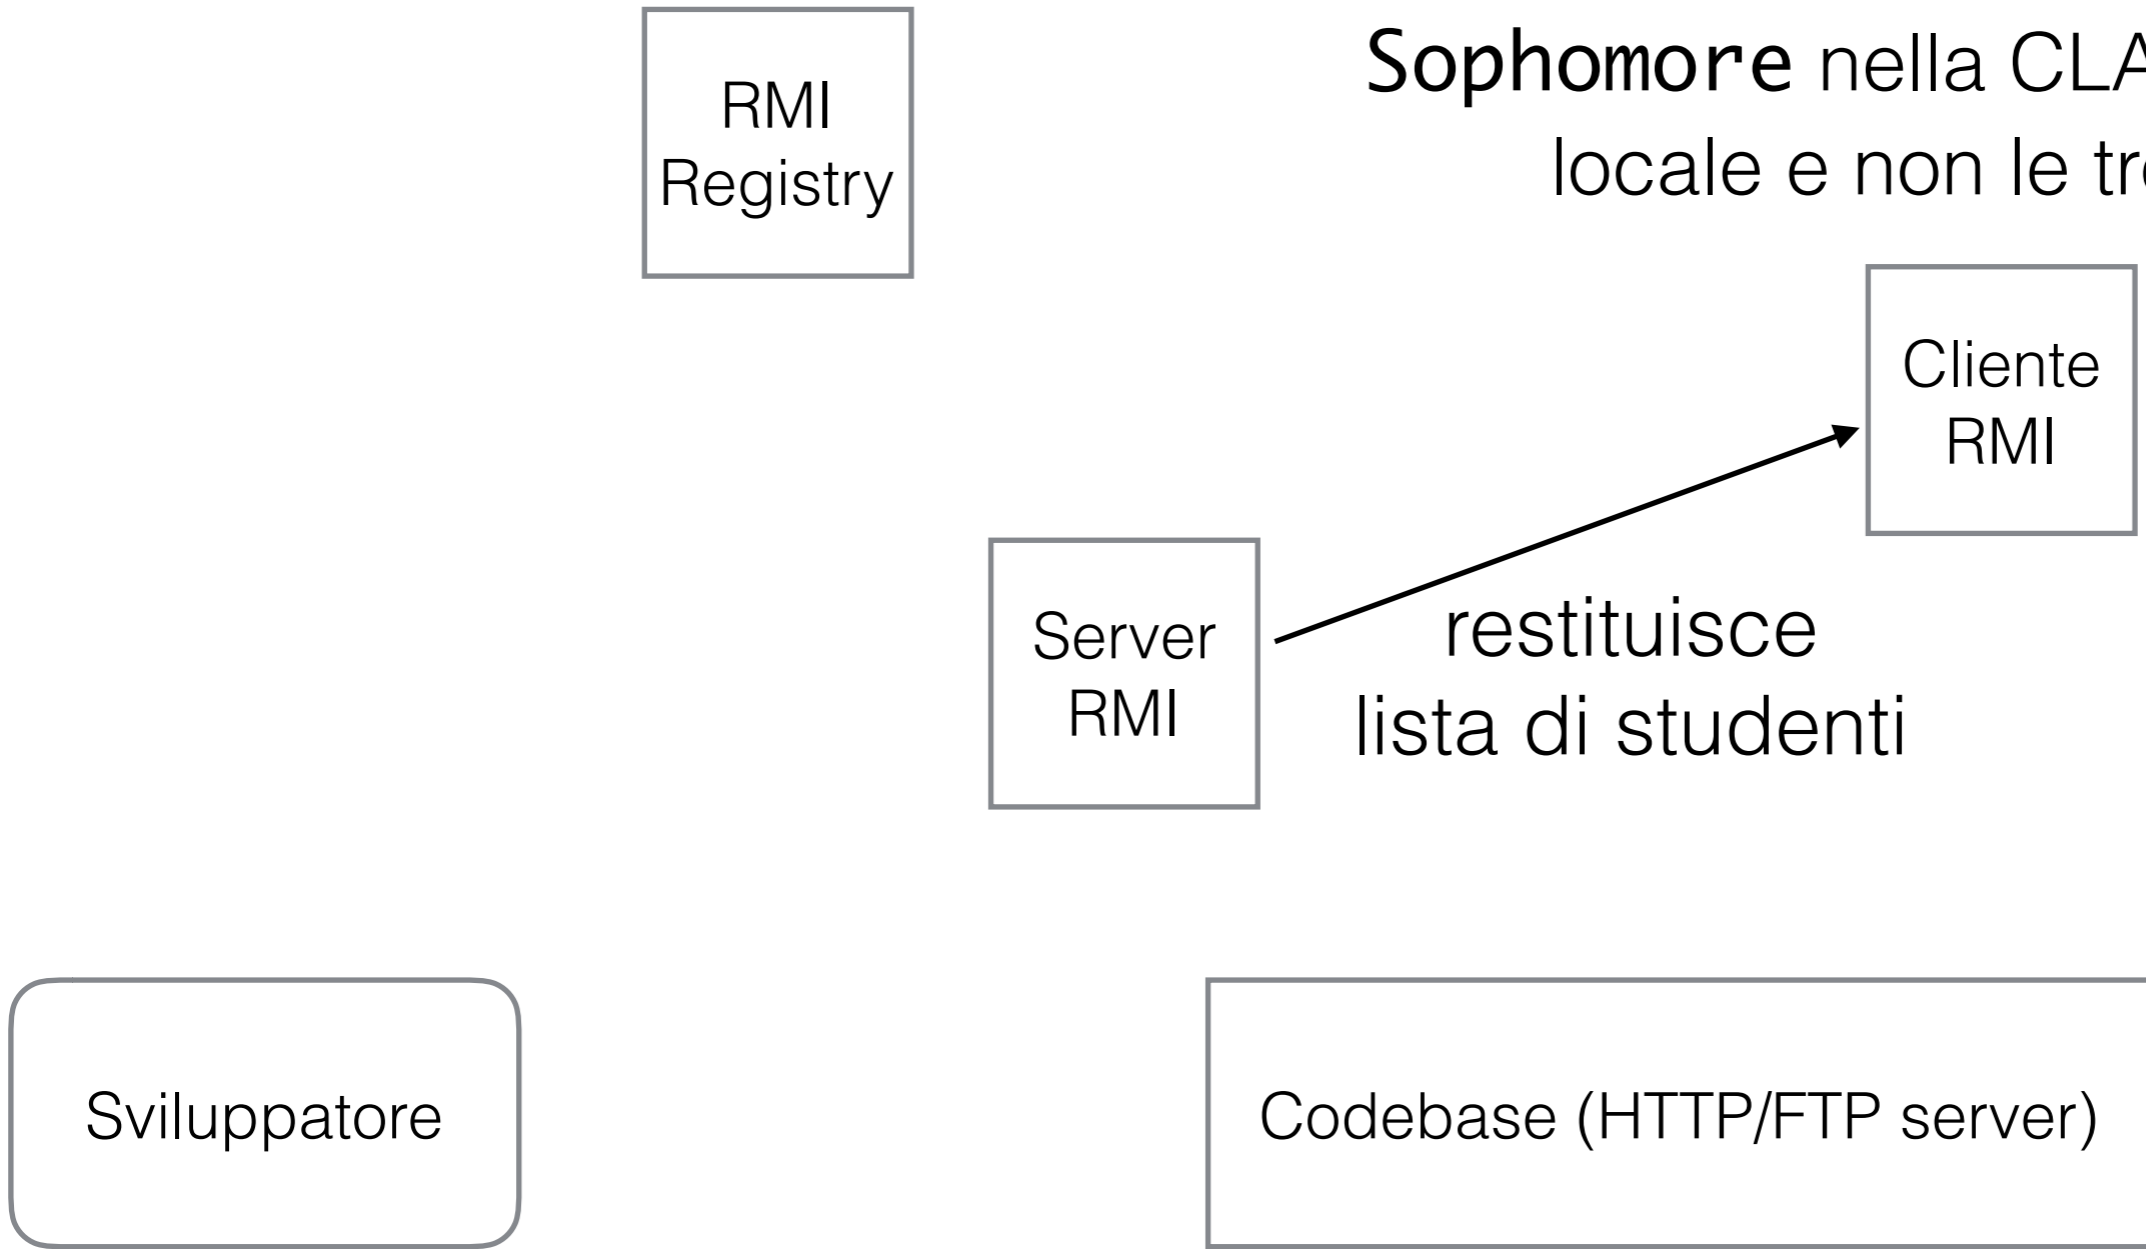 RMI
Registry
Sophomore nella CLA
locale e non le tr
Cliente
RMI
Server
RMI
restituisce
lista di studenti
Sviluppatore
Codebase (HTTP/FTP server)